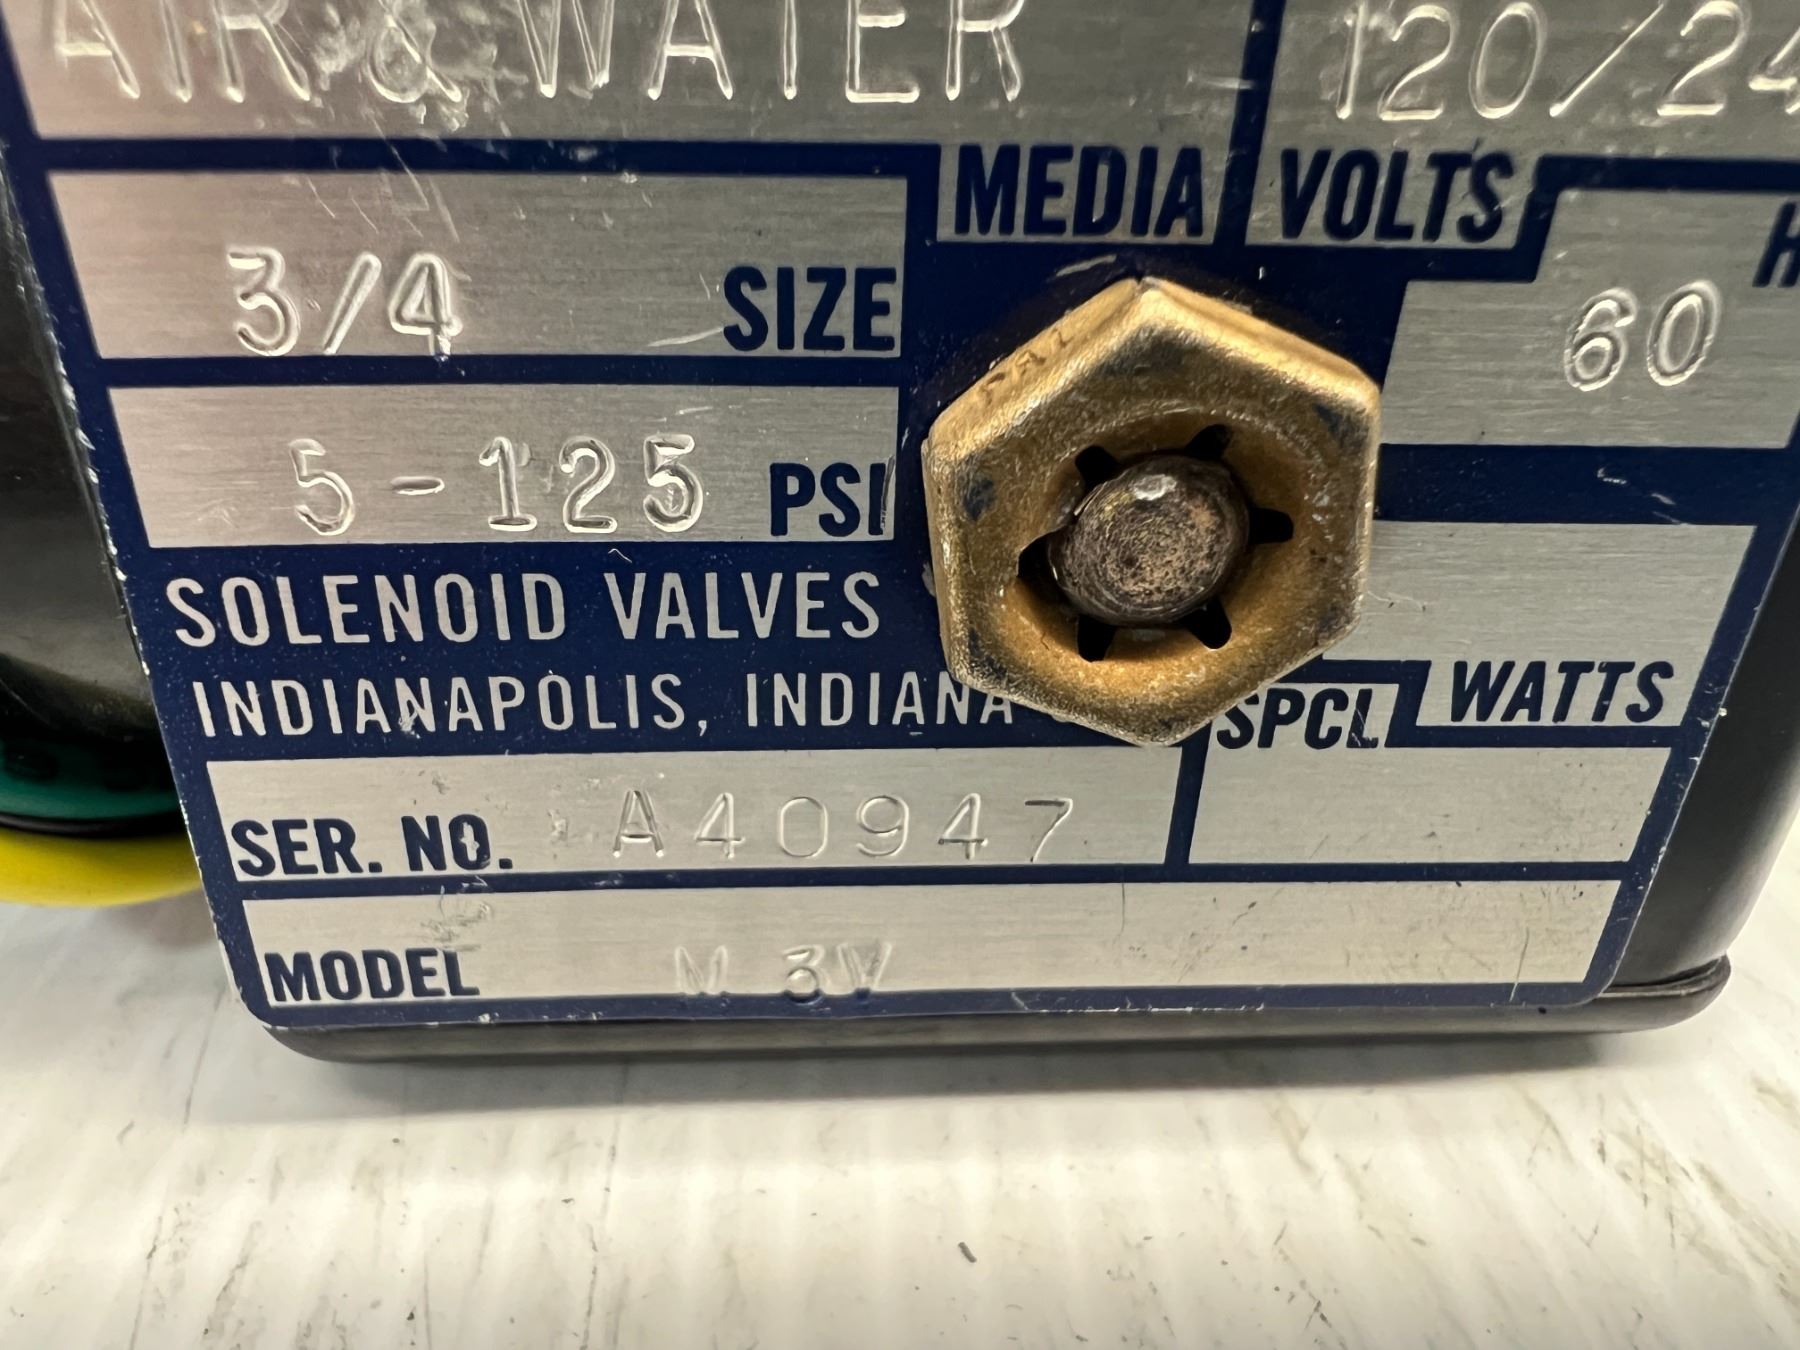 AIR & WATER 120/24
MEDIA VOLTS
3/4 SIZE 60
5-125 PSI
SOLENOID VALVES
INDIANAPOLIS, INDIANA
SPCL WATTS
SER. NO. A40947
MODEL M 3V